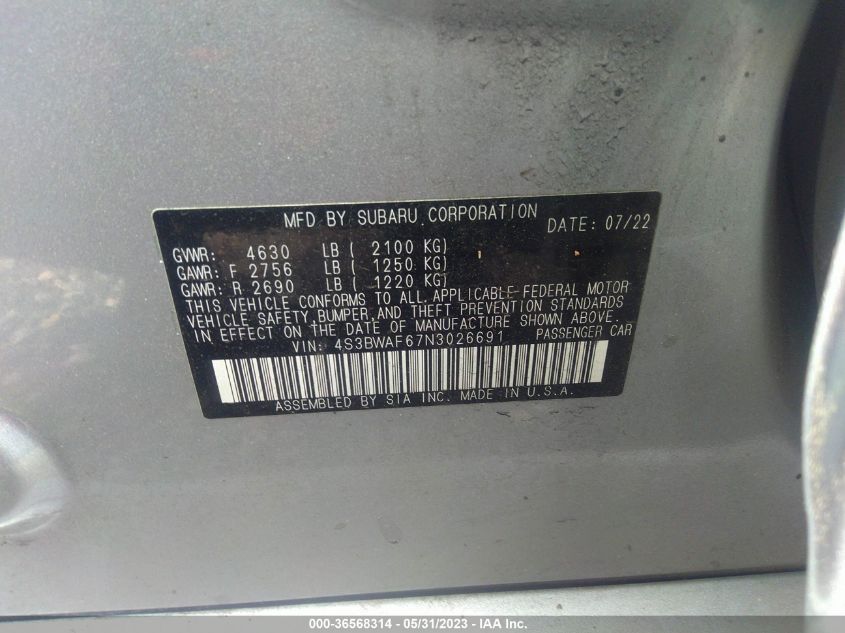 MFD BY SUBARU CORPORATION
DATE: 07/22
GVWR: 4630 LB ( 2100 KG)
GAWR: F 2756 LB ( 1250 KG)
GAWR: R 2690 LB ( 1220 KG)
THIS VEHICLE CONFORMS TO ALL APPLICABLE FEDERAL MOTOR
VEHICLE SAFETY, BUMPER, AND THEFT PREVENTION STANDARDS
IN EFFECT ON THE DATE OF MANUFACTURE SHOWN ABOVE.
VIN: 4S3BWAF67N3026691 PASSENGER CAR
ASSEMBLED BY SIA INC. MADE IN U.S.A.
000-36568314 - 05/31/2023 - IAA Inc.